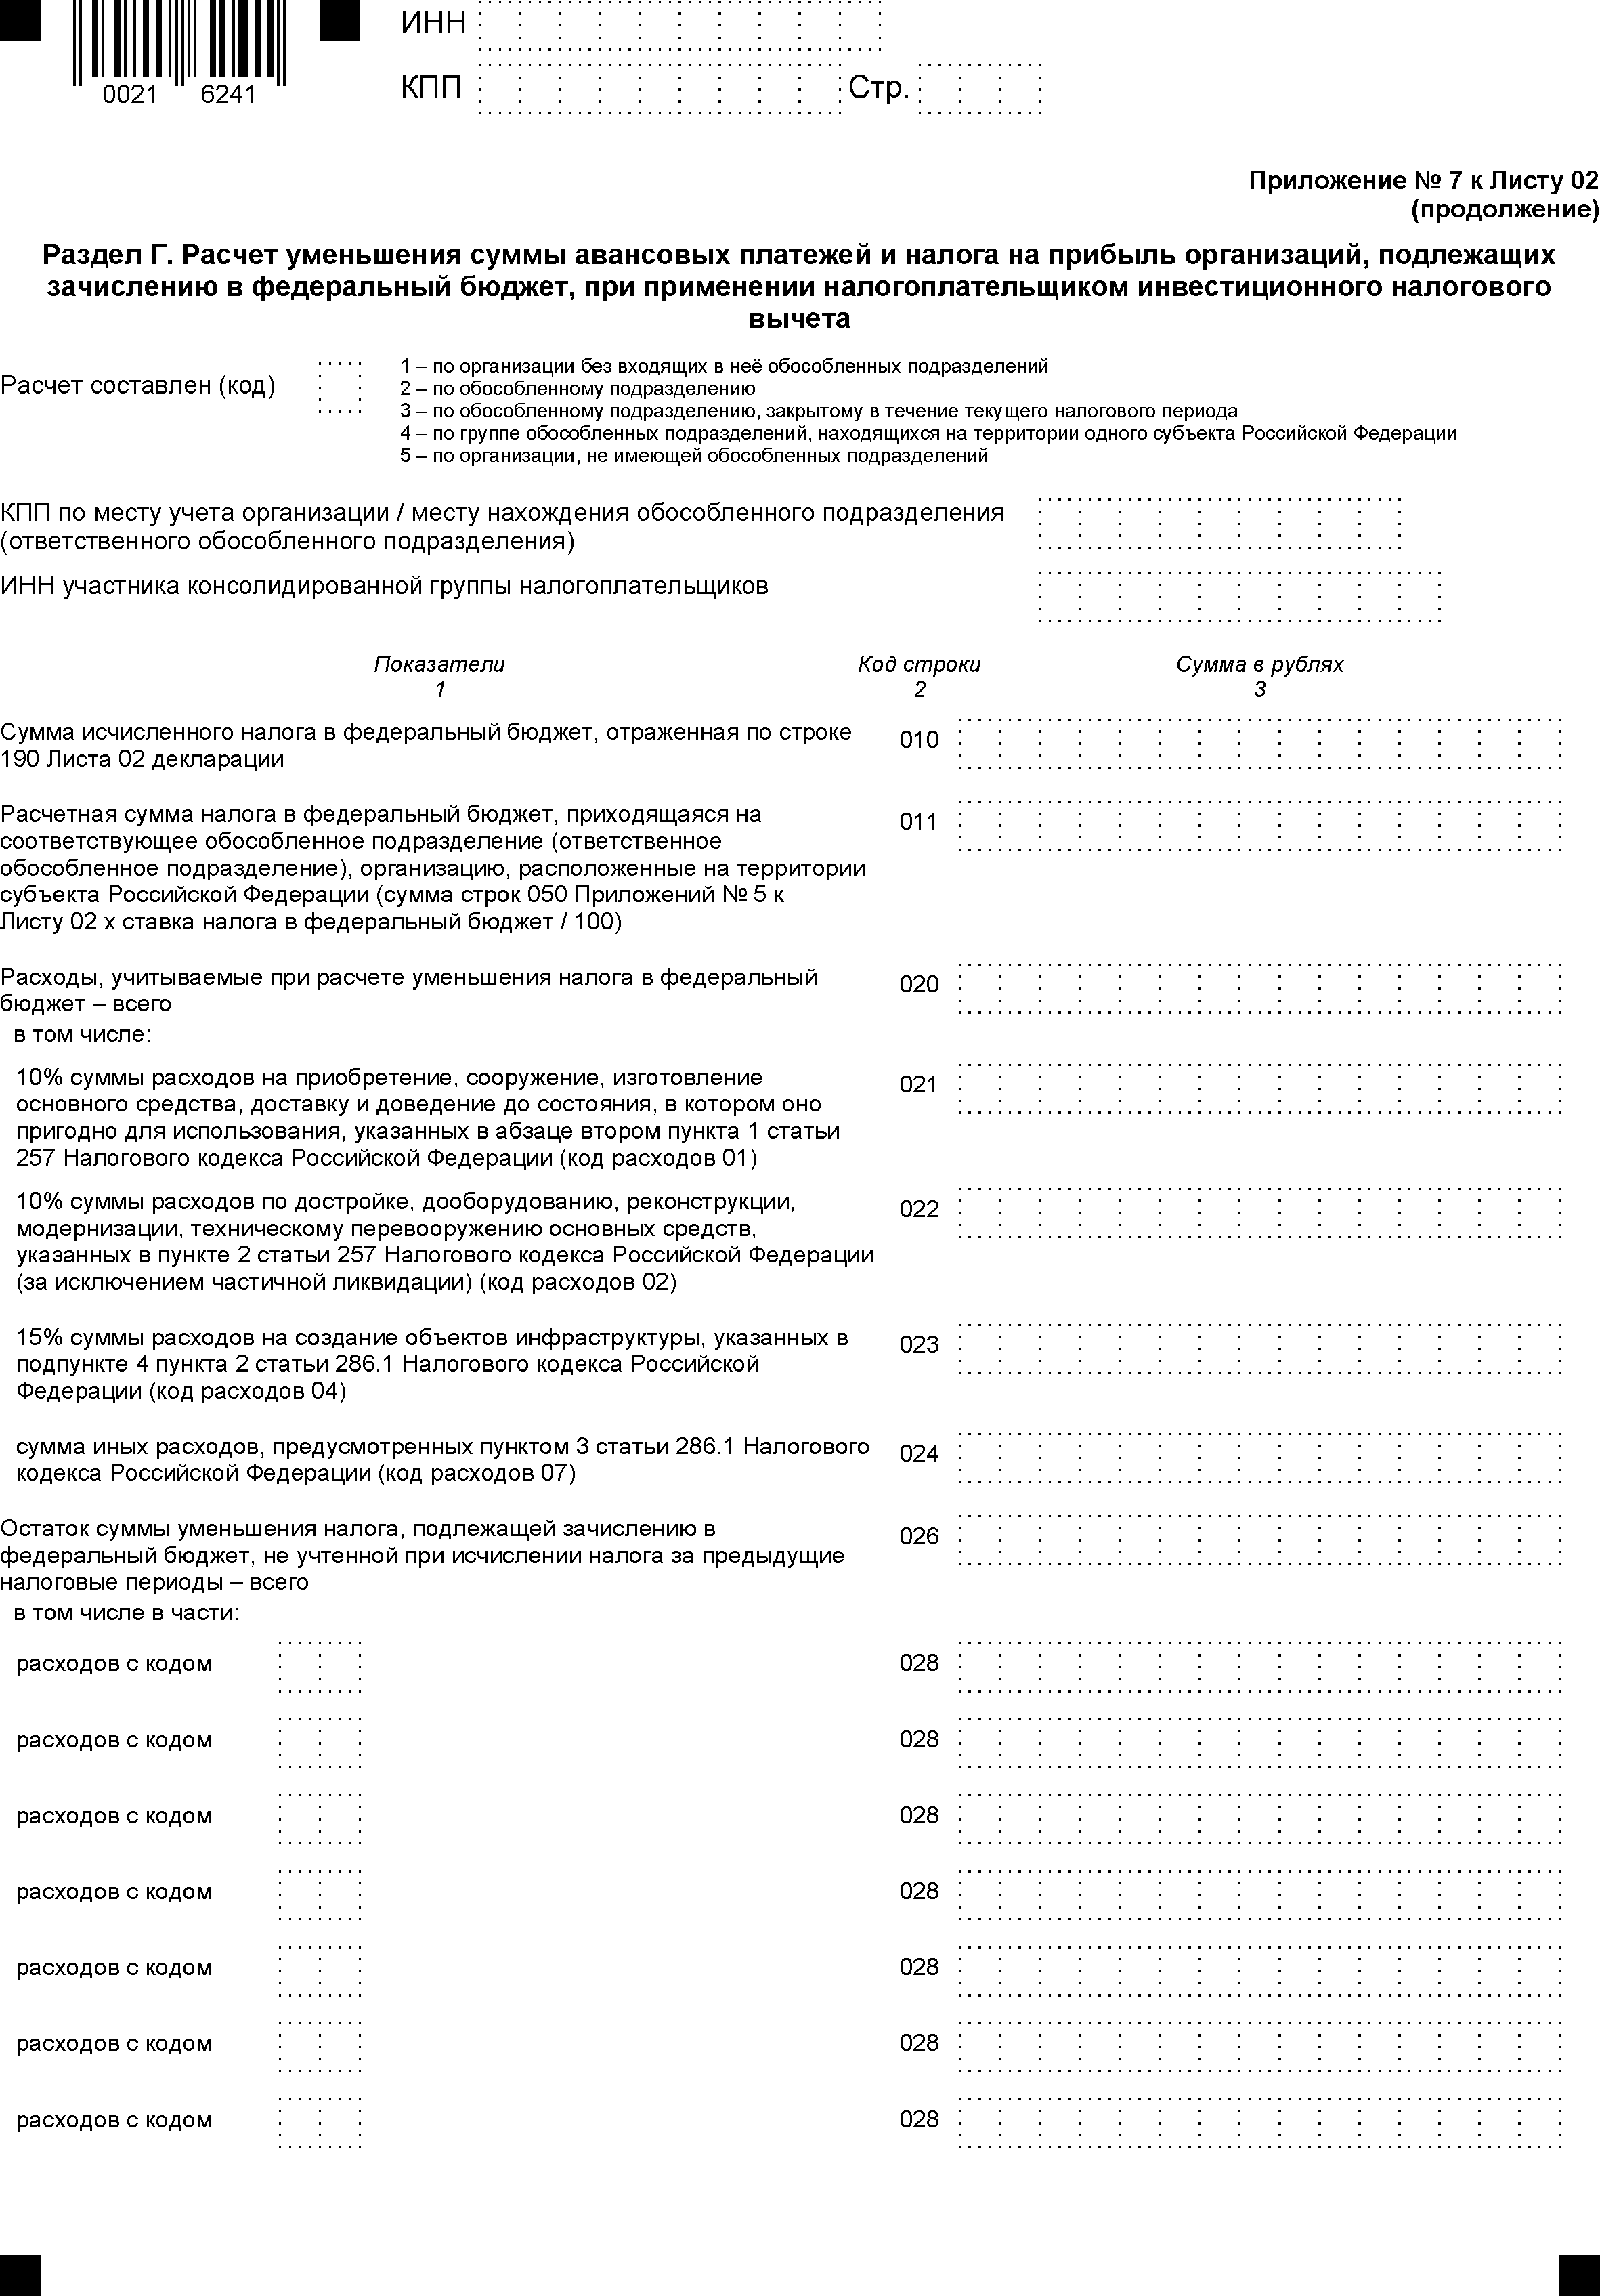 ИНН
0021 6241
КПП
Стр.
Приложение № 7 к Листу 02
(продолжение)
Раздел Г. Расчет уменьшения суммы авансовых платежей и налога на прибыль организаций, подлежащих
зачислению в федеральный бюджет, при применении налогоплательщиком инвестиционного налогового
вычета
Расчет составлен (код)
1 – по организации без входящих в неё обособленных подразделений
2 – по обособленному подразделению
3 – по обособленному подразделению, закрытому в течение текущего налогового периода
4 – по группе обособленных подразделений, находящихся на территории одного субъекта Российской Федерации
5 – по организации, не имеющей обособленных подразделений
КПП по месту учета организации / месту нахождения обособленного подразделения
(ответственного обособленного подразделения)
ИНН участника консолидированной группы налогоплательщиков
Показатели Код строки Сумма в рублях
1 2 3
Сумма исчисленного налога в федеральный бюджет, отраженная по строке 010
190 Листа 02 декларации
Расчетная сумма налога в федеральный бюджет, приходящаяся на 011
соответствующее обособленное подразделение (ответственное
обособленное подразделение), организацию, расположенные на территории
субъекта Российской Федерации (сумма строк 050 Приложений № 5 к
Листу 02 х ставка налога в федеральный бюджет / 100)
Расходы, учитываемые при расчете уменьшения налога в федеральный 020
бюджет – всего
в том числе:
10% суммы расходов на приобретение, сооружение, изготовление 021
основного средства, доставку и доведение до состояния, в котором оно
пригодно для использования, указанных в абзаце втором пункта 1 статьи
257 Налогового кодекса Российской Федерации (код расходов 01)
10% суммы расходов по достройке, дооборудованию, реконструкции, 022
модернизации, техническому перевооружению основных средств,
указанных в пункте 2 статьи 257 Налогового кодекса Российской Федерации
(за исключением частичной ликвидации) (код расходов 02)
15% суммы расходов на создание объектов инфраструктуры, указанных в 023
подпункте 4 пункта 2 статьи 286.1 Налогового кодекса Российской
Федерации (код расходов 04)
сумма иных расходов, предусмотренных пунктом 3 статьи 286.1 Налогового 024
кодекса Российской Федерации (код расходов 07)
Остаток суммы уменьшения налога, подлежащей зачислению в 026
федеральный бюджет, не учтенной при исчислении налога за предыдущие
налоговые периоды – всего
в том числе в части:
расходов с кодом 028
расходов с кодом 028
расходов с кодом 028
расходов с кодом 028
расходов с кодом 028
расходов с кодом 028
расходов с кодом 028